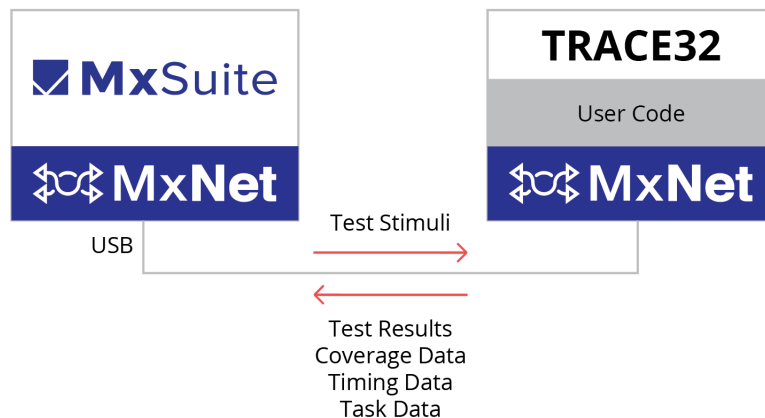 MxSuite
MxNet
TRACE32
User Code
MxNet
USB
Test Stimuli
Test Results
Coverage Data
Timing Data
Task Data